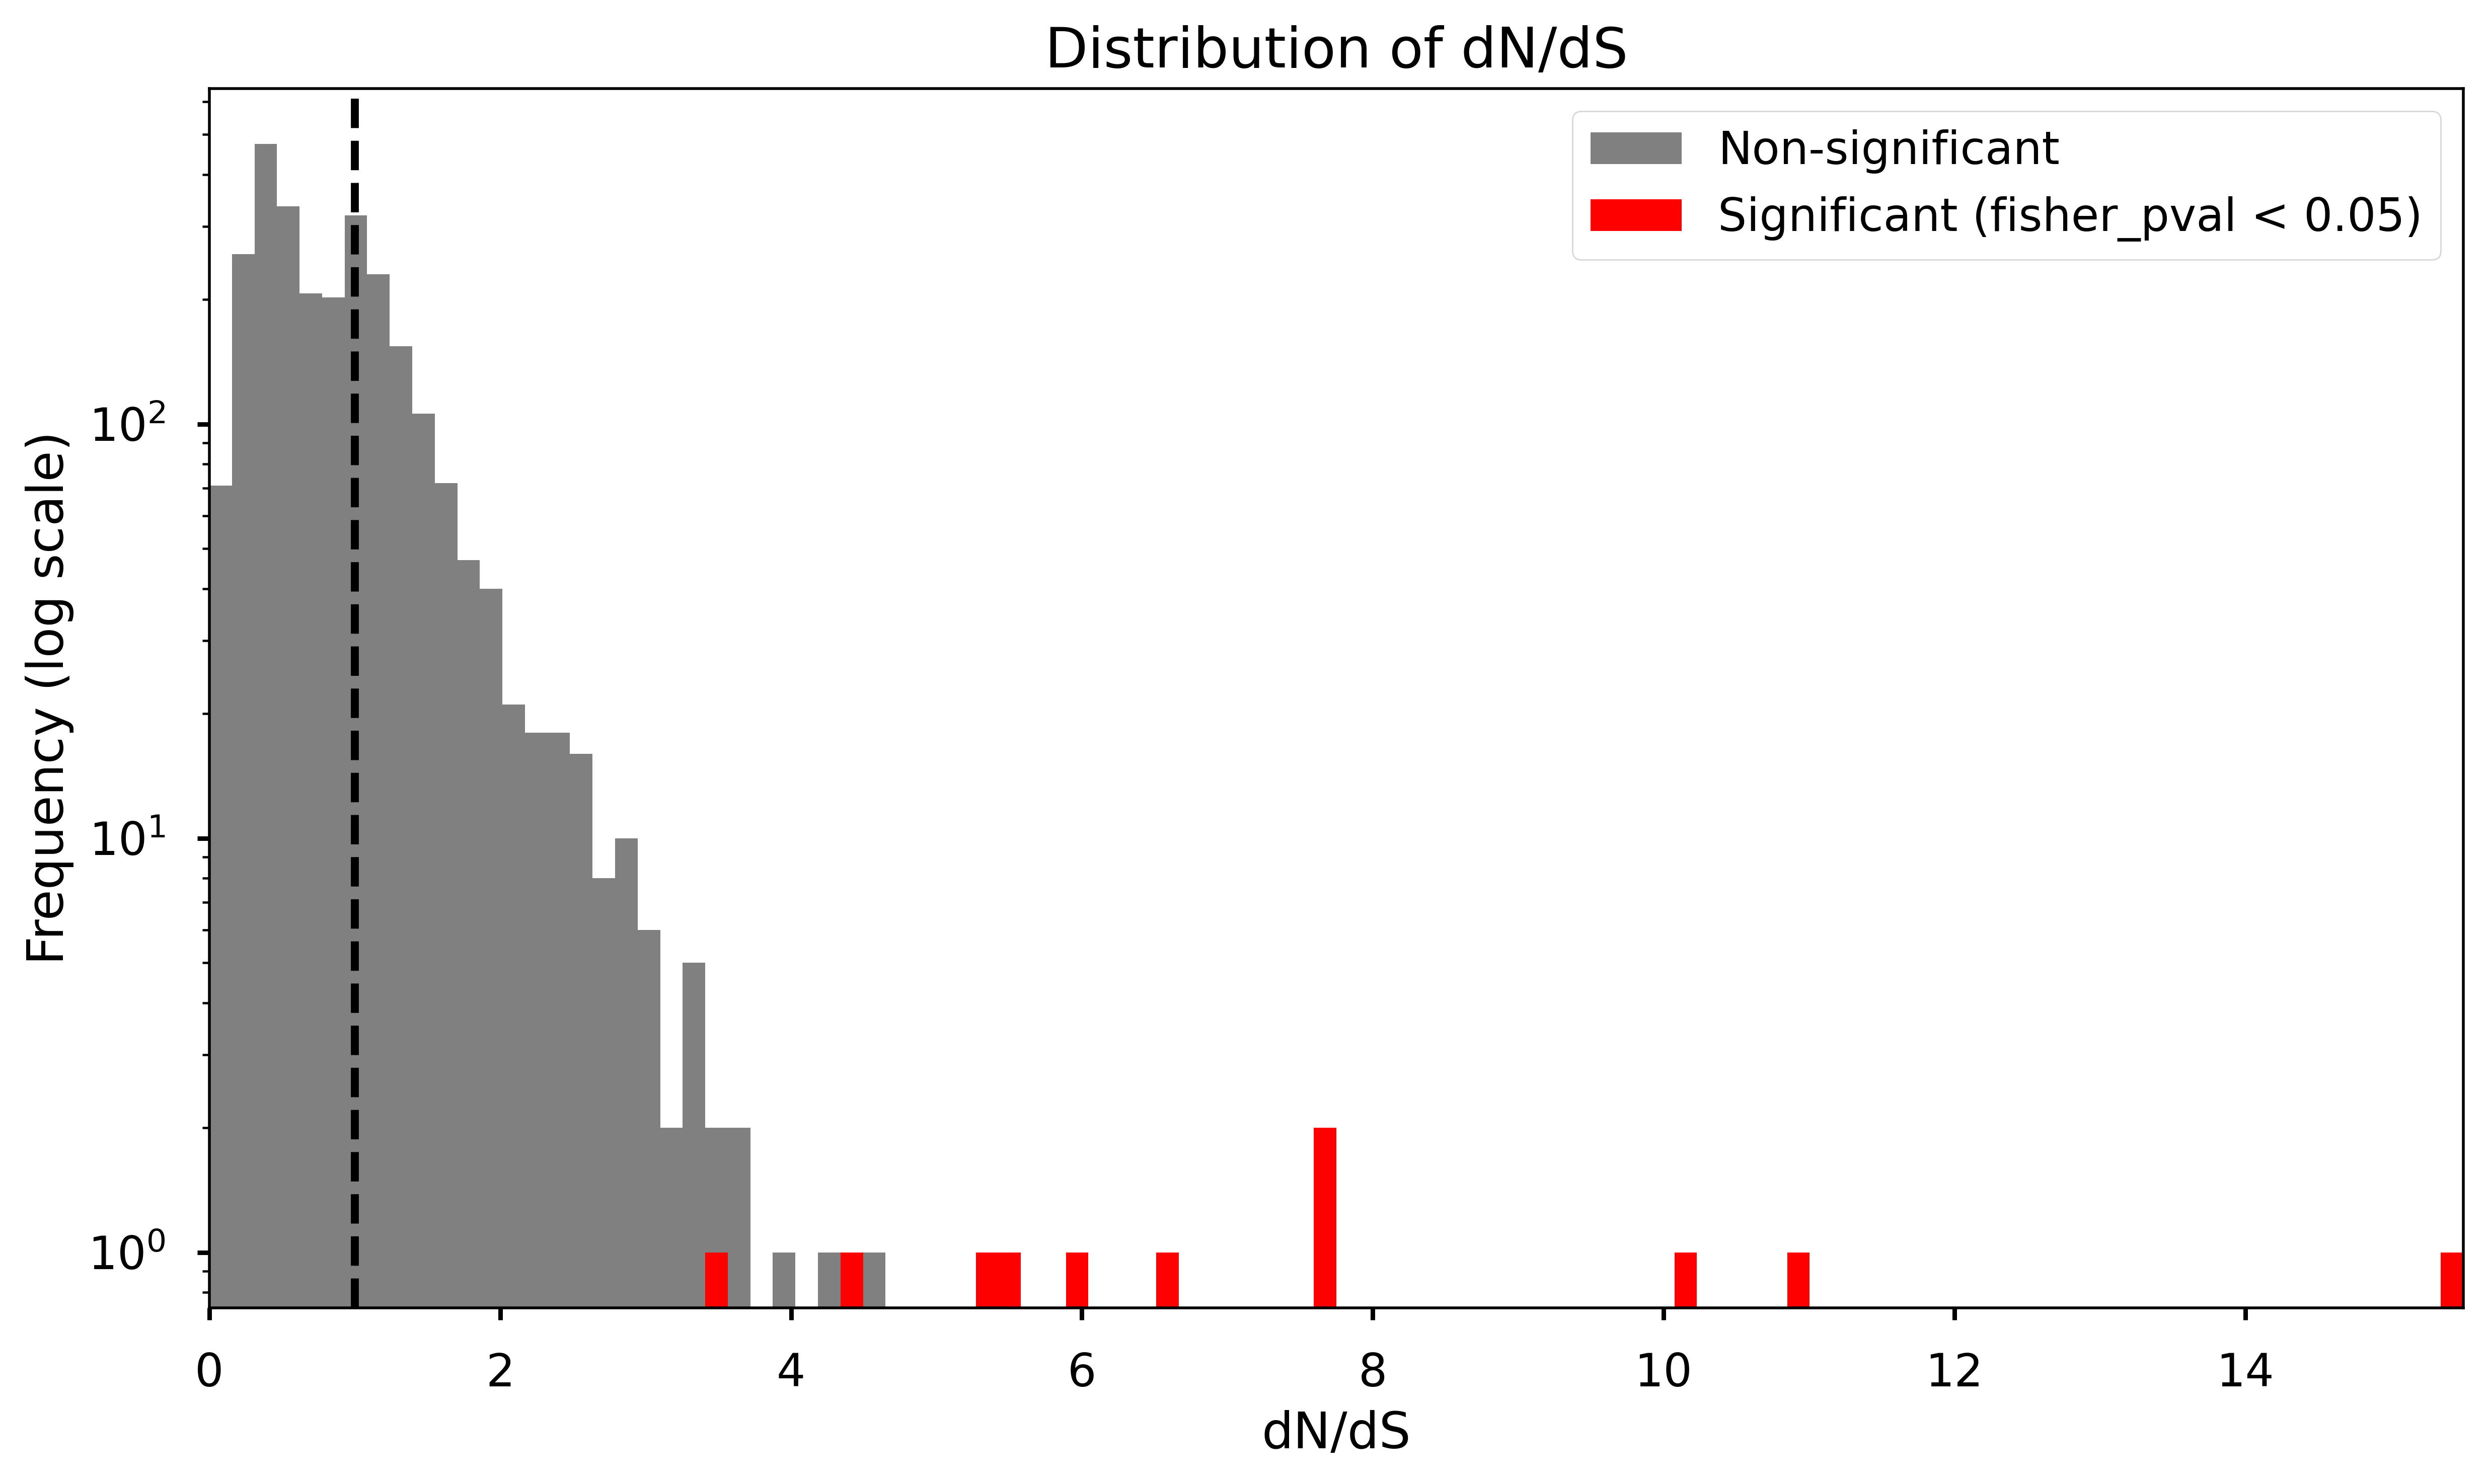 Distribution of dN/dS
Non-significant
Significant (fisher_pval < 0.05)
Frequency (log scale)
10²
10¹
10⁰
0 2 4 6 8 10 12 14
dN/dS